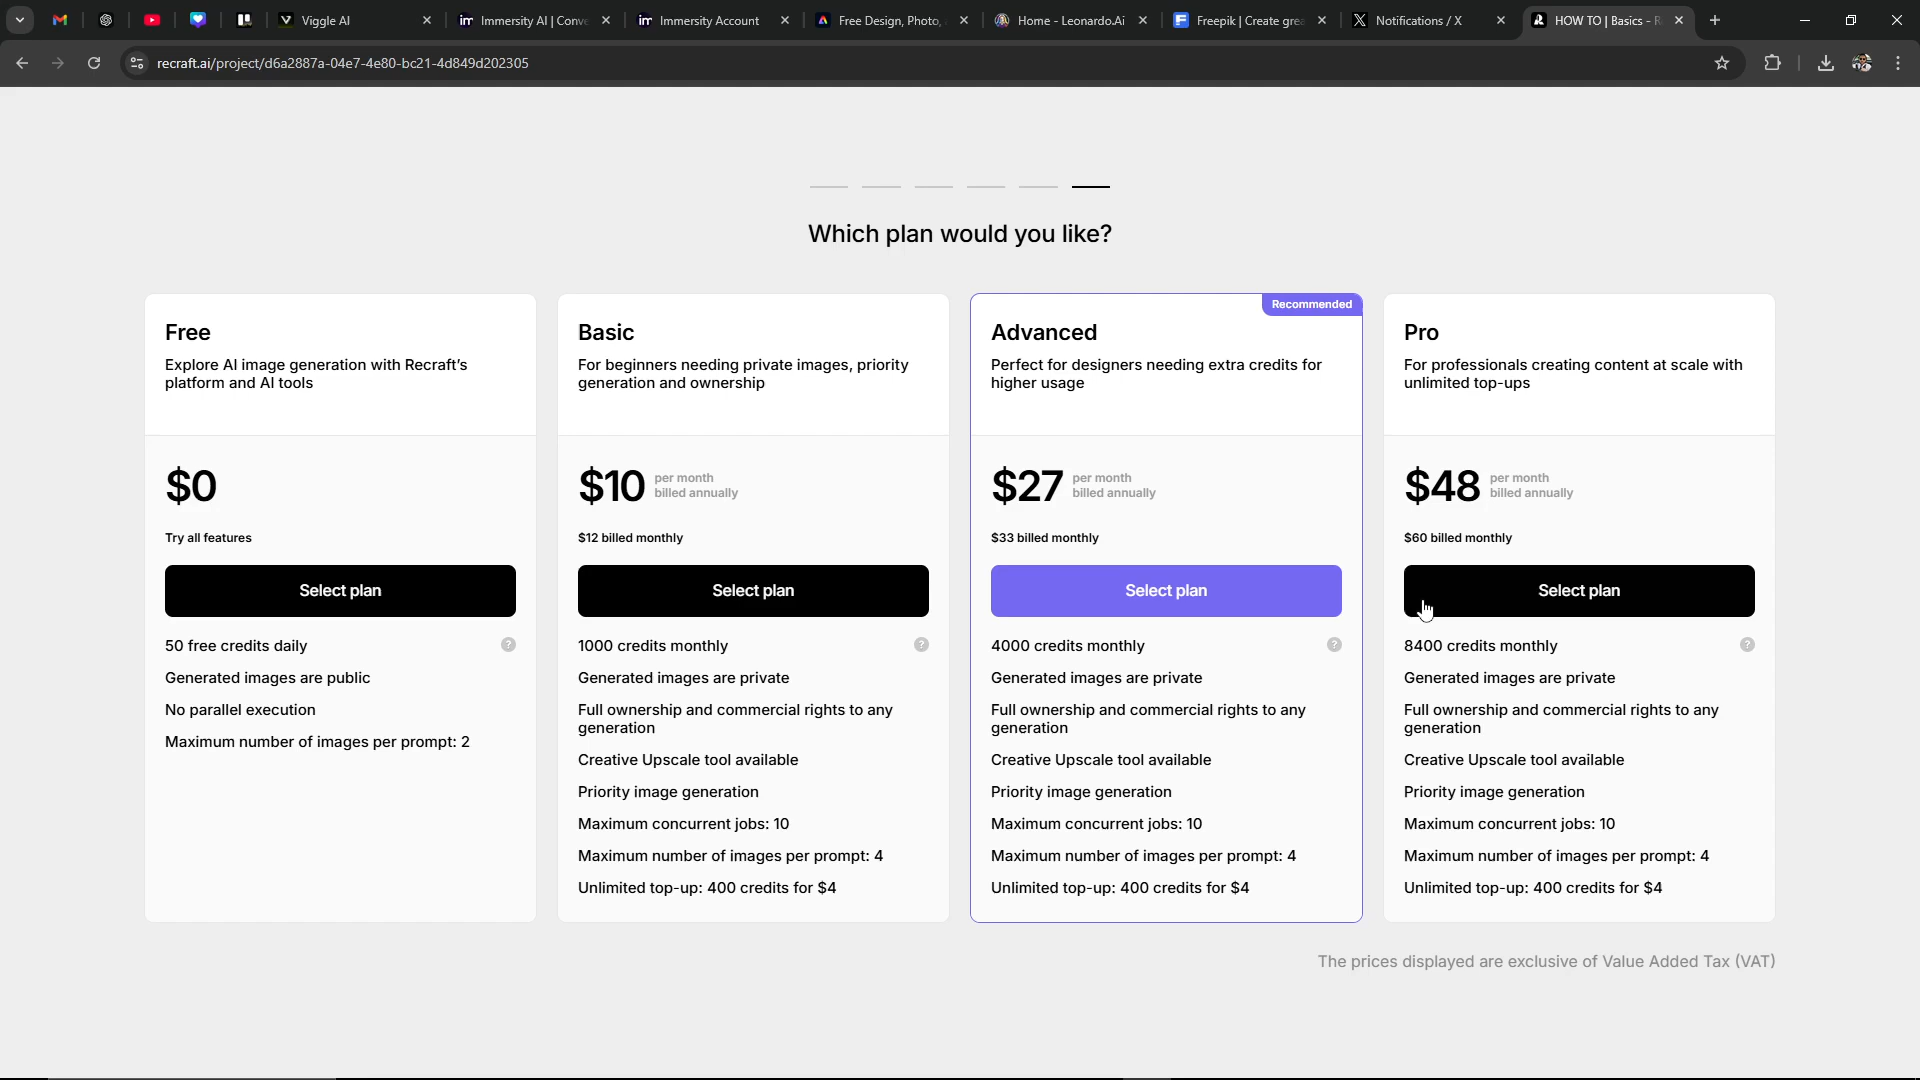 Viggle AI
Immersity AI | Conve
Immersity Account
Free Design, Photo,
Home - Leonardo.Ai
Freepik | Create grea
Notifications / X
HOW TO | Basics - R
recraft.ai/project/d6a2887a-04e7-4e80-bc21-4d849d202305
Which plan would you like?
Free
Explore AI image generation with Recraft's
platform and AI tools
$0
Try all features
Select plan
50 free credits daily
?
Generated images are public
No parallel execution
Maximum number of images per prompt: 2
Basic
For beginners needing private images, priority
generation and ownership
$10
per month
billed annually
$12 billed monthly
Select plan
1000 credits monthly
?
Generated images are private
Full ownership and commercial rights to any
generation
Creative Upscale tool available
Priority image generation
Maximum concurrent jobs: 10
Maximum number of images per prompt: 4
Unlimited top-up: 400 credits for $4
Recommended
Advanced
Perfect for designers needing extra credits for
higher usage
$27
per month
billed annually
$33 billed monthly
Select plan
4000 credits monthly
?
Generated images are private
Full ownership and commercial rights to any
generation
Creative Upscale tool available
Priority image generation
Maximum concurrent jobs: 10
Maximum number of images per prompt: 4
Unlimited top-up: 400 credits for $4
Pro
For professionals creating content at scale with
unlimited top-ups
$48
per month
billed annually
$60 billed monthly
Select plan
8400 credits monthly
?
Generated images are private
Full ownership and commercial rights to any
generation
Creative Upscale tool available
Priority image generation
Maximum concurrent jobs: 10
Maximum number of images per prompt: 4
Unlimited top-up: 400 credits for $4
The prices displayed are exclusive of Value Added Tax (VAT)